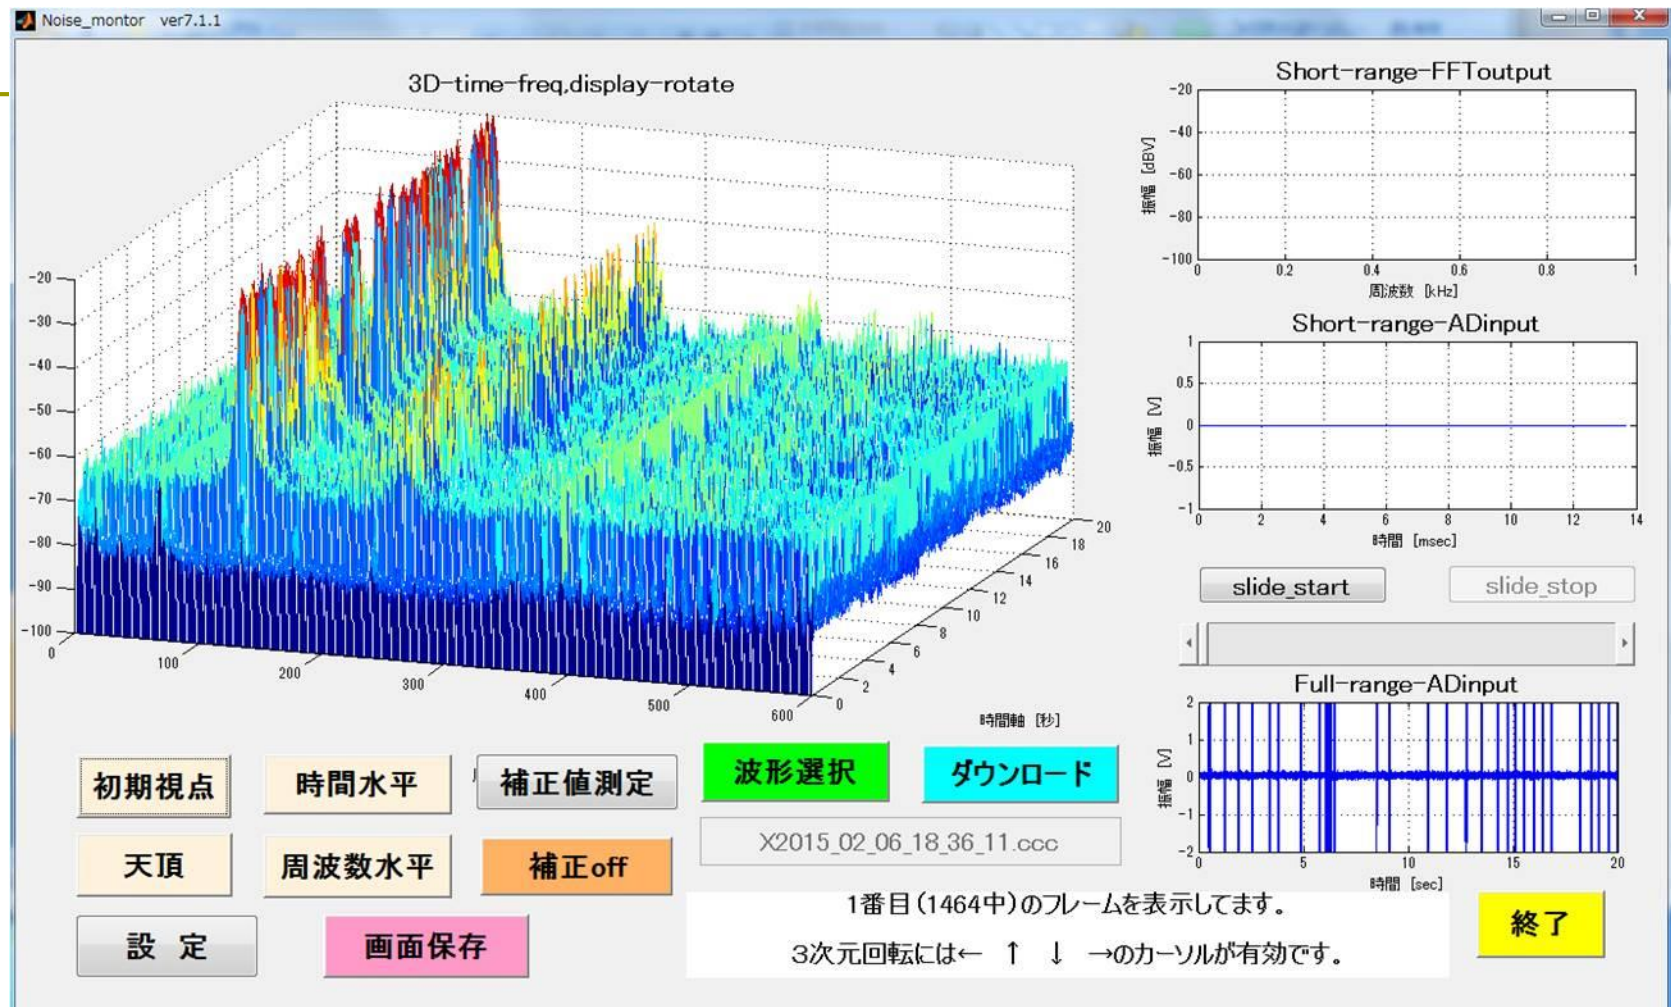 Noise_montor ver7.1.1
3D-time-freq,display-rotate
-20
-30
-40
-50
-60
-70
-80
-90
-100
0
100
200
300
400
500
600
0
2
4
6
8
10
12
14
16
18
20
時間軸 [秒]
Short-range-FFToutput
振幅 [dBV]
-20
-40
-60
-80
-100
0 0.2 0.4 0.6 0.8 1
周波数 [kHz]
Short-range-ADinput
振幅 [V]
1
0.5
0
-0.5
-1
0 2 4 6 8 10 12 14
時間 [msec]
slide_start slide_stop
Full-range-ADinput
振幅 [V]
2
1
0
-1
-2
0 5 10 15 20
時間 [sec]
初期視点 時間水平 補正値測定 波形選択 ダウンロード
天頂 周波数水平 補正off X2015_02_06_18_36_11.ccc
設 定 画面保存
1番目(1464中)のフレームを表示してます。
3次元回転には← ↑ ↓ →のカーソルが有効です。
終了